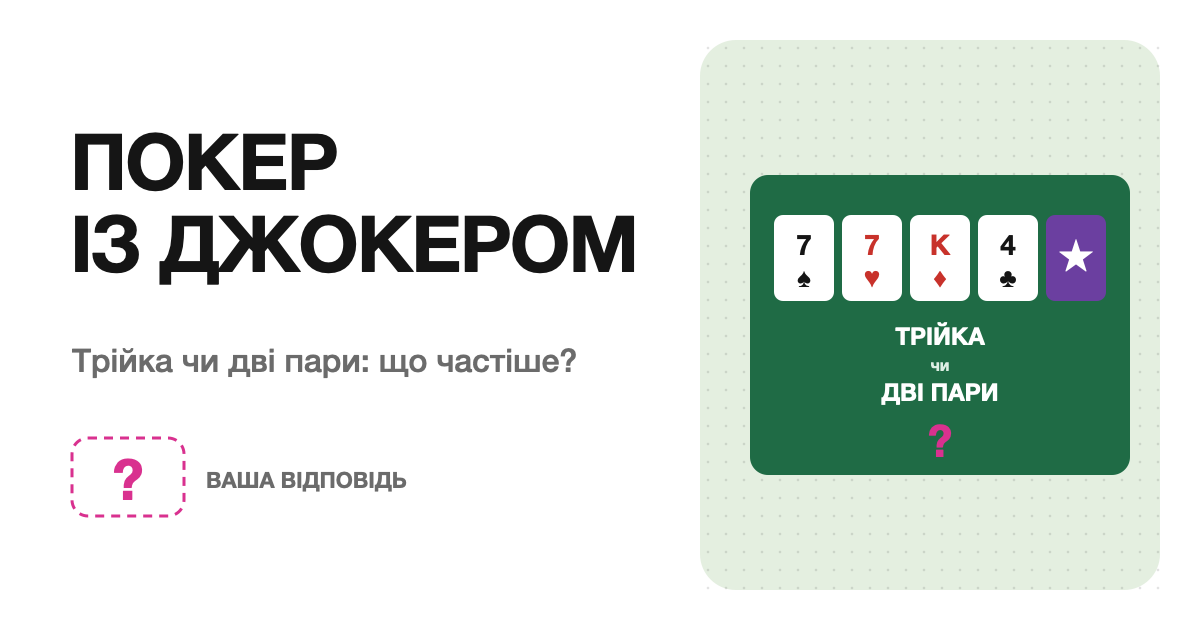 ПОКЕР
ІЗ ДЖОКЕРОМ
Трійка чи дві пари: що частіше?
?
ВАША ВІДПОВІДЬ
7 7 K 4 ★
♠ ♥ ♦ ♣
ТРІЙКА
чи
ДВІ ПАРИ
?